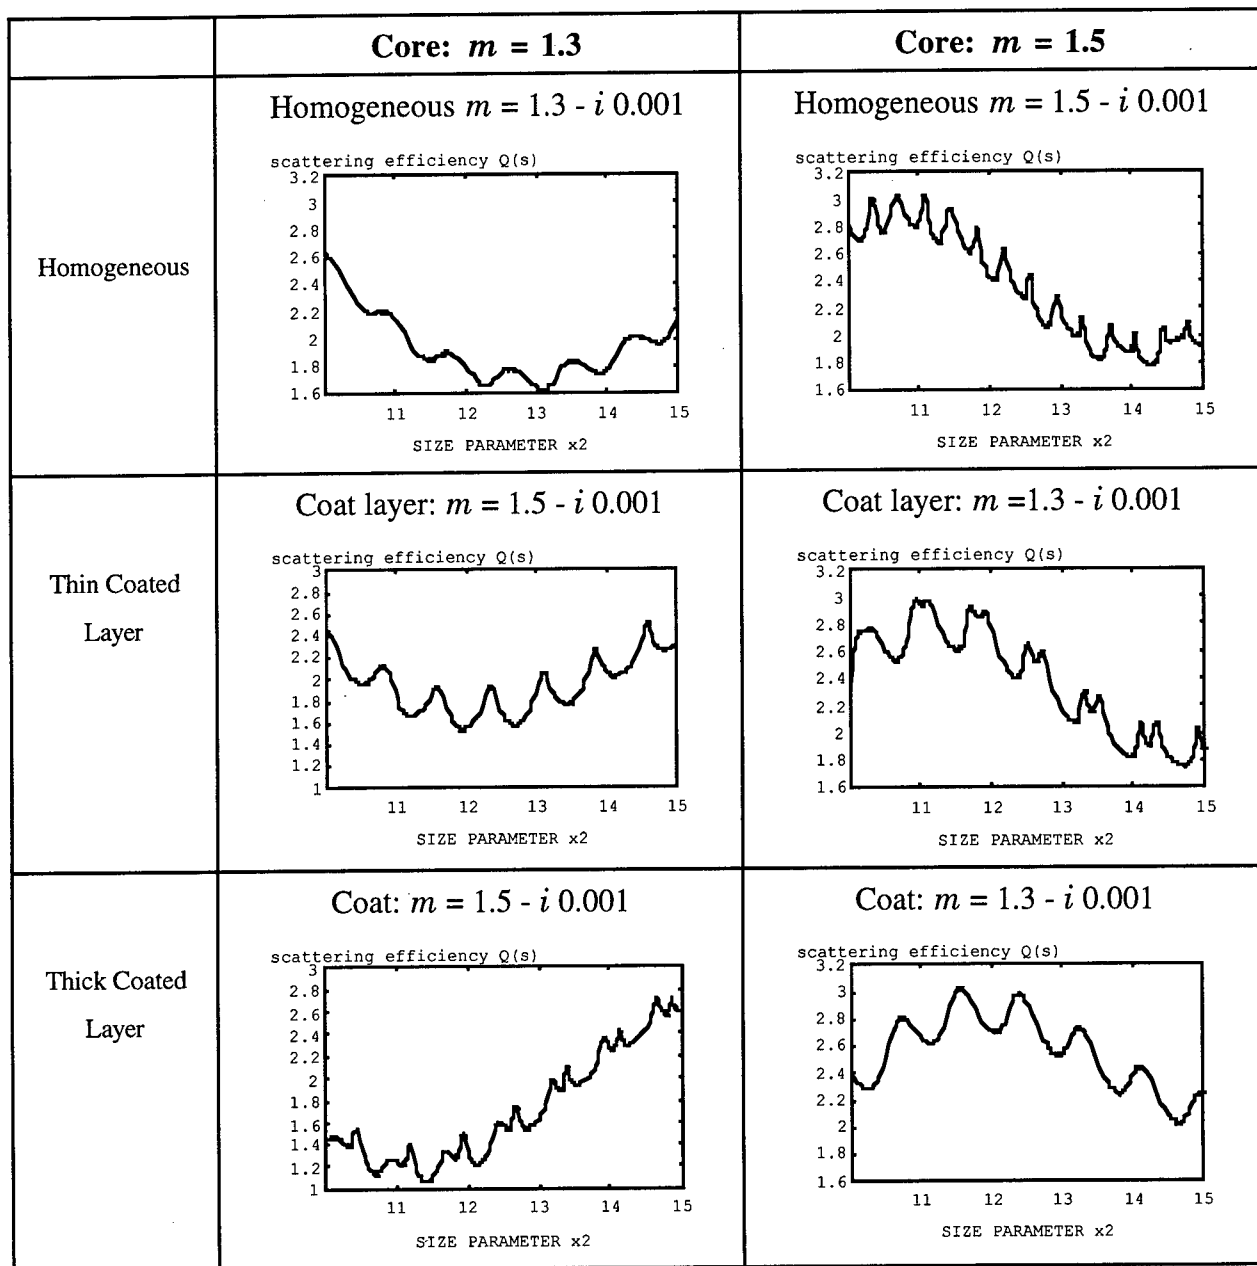 Core: m = 1.3
Core: m = 1.5
Homogeneous
Homogeneous m = 1.3 - i 0.001
scattering efficiency Q(s)
3.2
3
2.8
2.6
2.4
2.2
2
1.8
1.6
11 12 13 14 15
SIZE PARAMETER x2
Homogeneous m = 1.5 - i 0.001
scattering efficiency Q(s)
3.2
3
2.8
2.6
2.4
2.2
2
1.8
1.6
11 12 13 14 15
SIZE PARAMETER x2
Thin Coated
Layer
Coat layer: m = 1.5 - i 0.001
scattering efficiency Q(s)
3
2.8
2.6
2.4
2.2
2
1.8
1.6
1.4
1.2
1
11 12 13 14 15
SIZE PARAMETER x2
Coat layer: m =1.3 - i 0.001
scattering efficiency Q(s)
3.2
3
2.8
2.6
2.4
2.2
2
1.8
1.6
11 12 13 14 15
SIZE PARAMETER x2
Thick Coated
Layer
Coat: m = 1.5 - i 0.001
scattering efficiency Q(s)
3
2.8
2.6
2.4
2.2
2
1.8
1.6
1.4
1.2
1
11 12 13 14 15
SIZE PARAMETER x2
Coat: m = 1.3 - i 0.001
scattering efficiency Q(s)
3.2
3
2.8
2.6
2.4
2.2
2
1.8
1.6
11 12 13 14 15
SIZE PARAMETER x2